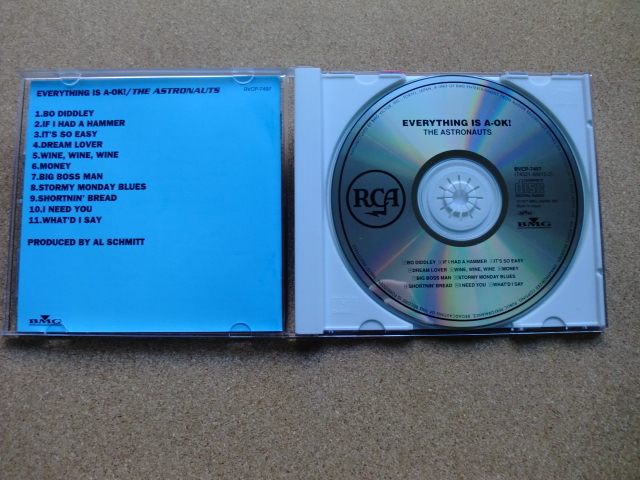 EVERYTHING IS A-OK!/THE ASTRONAUTS
BVCP-7497
1.BO DIDDLEY
2.IF I HAD A HAMMER
3.IT'S SO EASY
4.DREAM LOVER
5.WINE, WINE, WINE
6.MONEY
7.BIG BOSS MAN
8.STORMY MONDAY BLUES
9.SHORTNIN' BREAD
10.I NEED YOU
11.WHAT'D I SAY
PRODUCED BY AL SCHMITT
BMG
EVERYTHING IS A-OK!
THE ASTRONAUTS
RCA
BVCP-7497
BMG
BO DIDDLEY IF I HAD A HAMMER IT'S SO EASY
DREAM LOVER WINE, WINE, WINE MONEY
BIG BOSS MAN STORMY MONDAY BLUES
SHORTNIN' BREAD I NEED YOU WHAT'D I SAY